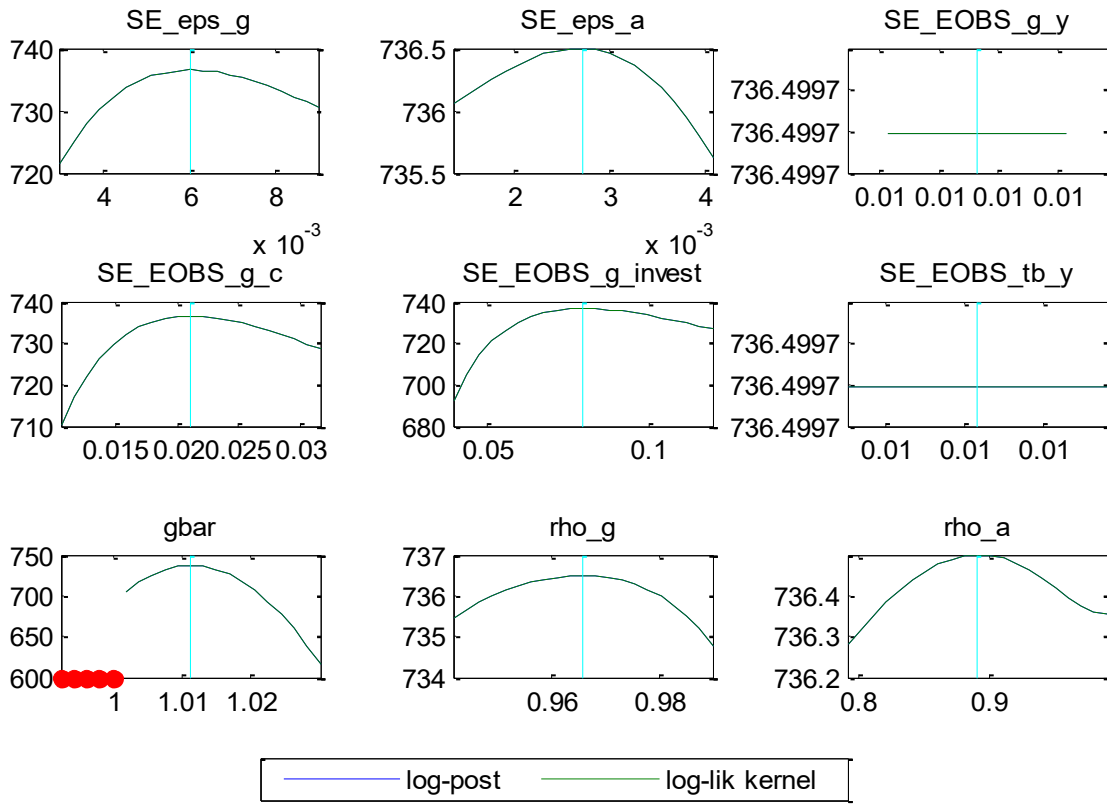 SE_eps_g SE_eps_a SE_EOBS_g_y
740 736.5
730 736 736.4997
736.4997
720 735.5 736.4997
4 6 8 2 3 4 0.01 0.01 0.01 0.01
x 10^-3 x 10^-3
SE_EOBS_g_c SE_EOBS_g_invest SE_EOBS_tb_y
740 740
730 720 736.4997
720 700 736.4997
710 680 736.4997
0.015 0.020 0.025 0.03 0.05 0.1 0.01 0.01 0.01
gbar rho_g rho_a
750 737
700 736 736.4
650 735 736.3
600 734 736.2
1 1.01 1.02 0.96 0.98 0.8 0.9
log-post log-lik kernel